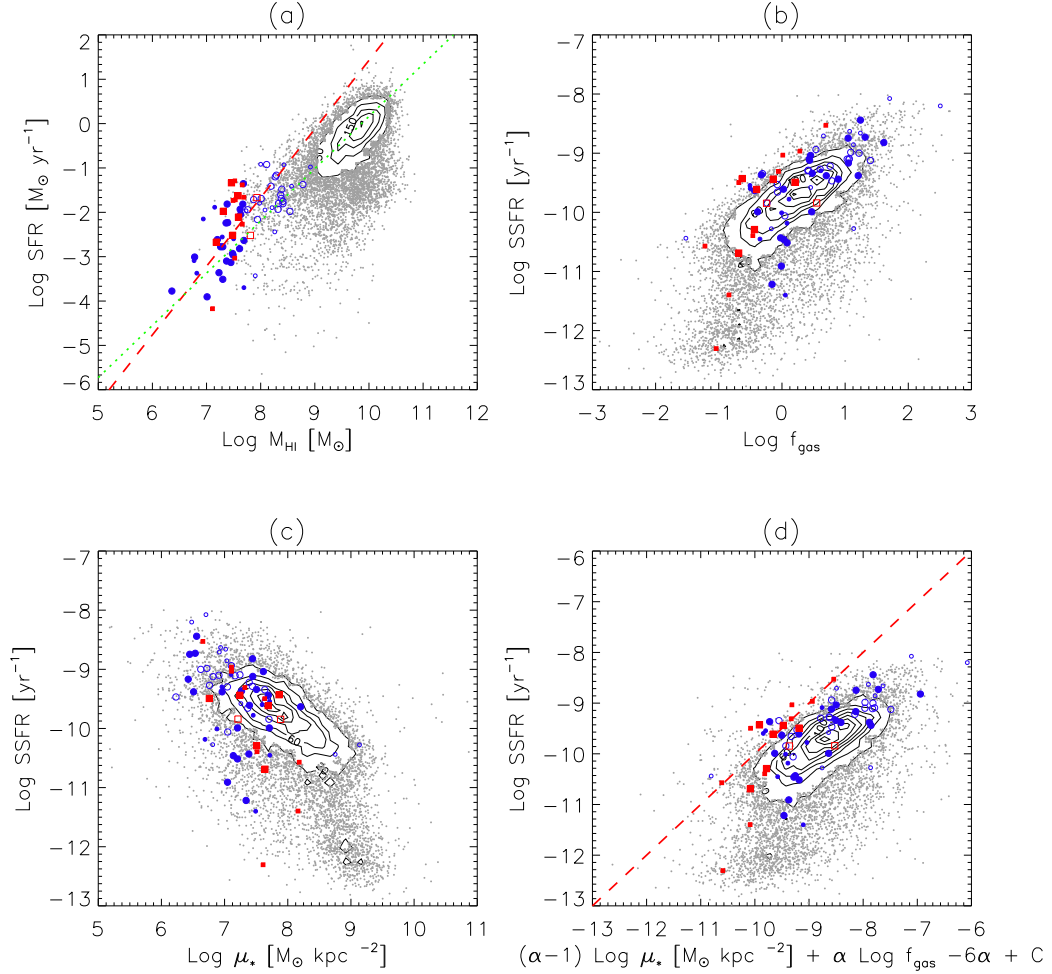 (a)
2
1
0
−1
−2
−3
−4
−5
−6
5 6 7 8 9 10 11 12
Log SFR [M⊙ yr⁻¹]
Log M_HI [M⊙]
(b)
−7
−8
−9
−10
−11
−12
−13
−3 −2 −1 0 1 2 3
Log SSFR [yr⁻¹]
Log f_gas
(c)
−7
−8
−9
−10
−11
−12
−13
5 6 7 8 9 10 11
60
Log SSFR [yr⁻¹]
Log μ* [M⊙ kpc⁻²]
(d)
−6
−7
−8
−9
−10
−11
−12
−13
−13 −12 −11 −10 −9 −8 −7 −6
Log SSFR [yr⁻¹]
(α−1) Log μ* [M⊙ kpc⁻²] + α Log f_gas −6α + C